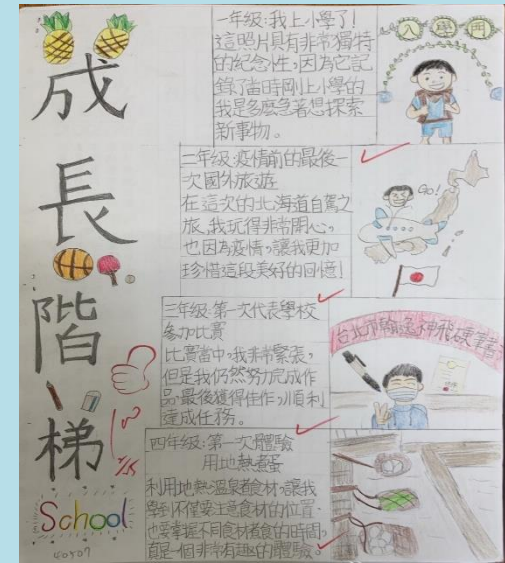 成
長
階
梯
School
40507
一年級:我上小學了!
這照片具有非常獨特
的紀念性,因為它記
錄了當時剛上小學的
我是多麼急著想探索
新事物。
入學門
二年級:疫情前的最後一
次國外旅遊
在這次的北海道自駕之
旅,我玩得非常開心,
也因為疫情,讓我更加
珍惜這段美好的回憶!
Go!
三年級:第一次代表學校
參加比賽
比賽當中,我非常緊張,
但是我仍然努力完成作
品,最後獲得佳作,順利
達成任務。
四年級:第一次體驗
用地熱煮蛋
利用地熱溫泉煮食材,讓我
學到不僅要注意食材的位置,
也要掌握不同食材煮食的時間,
真是一個非常有趣的體驗。